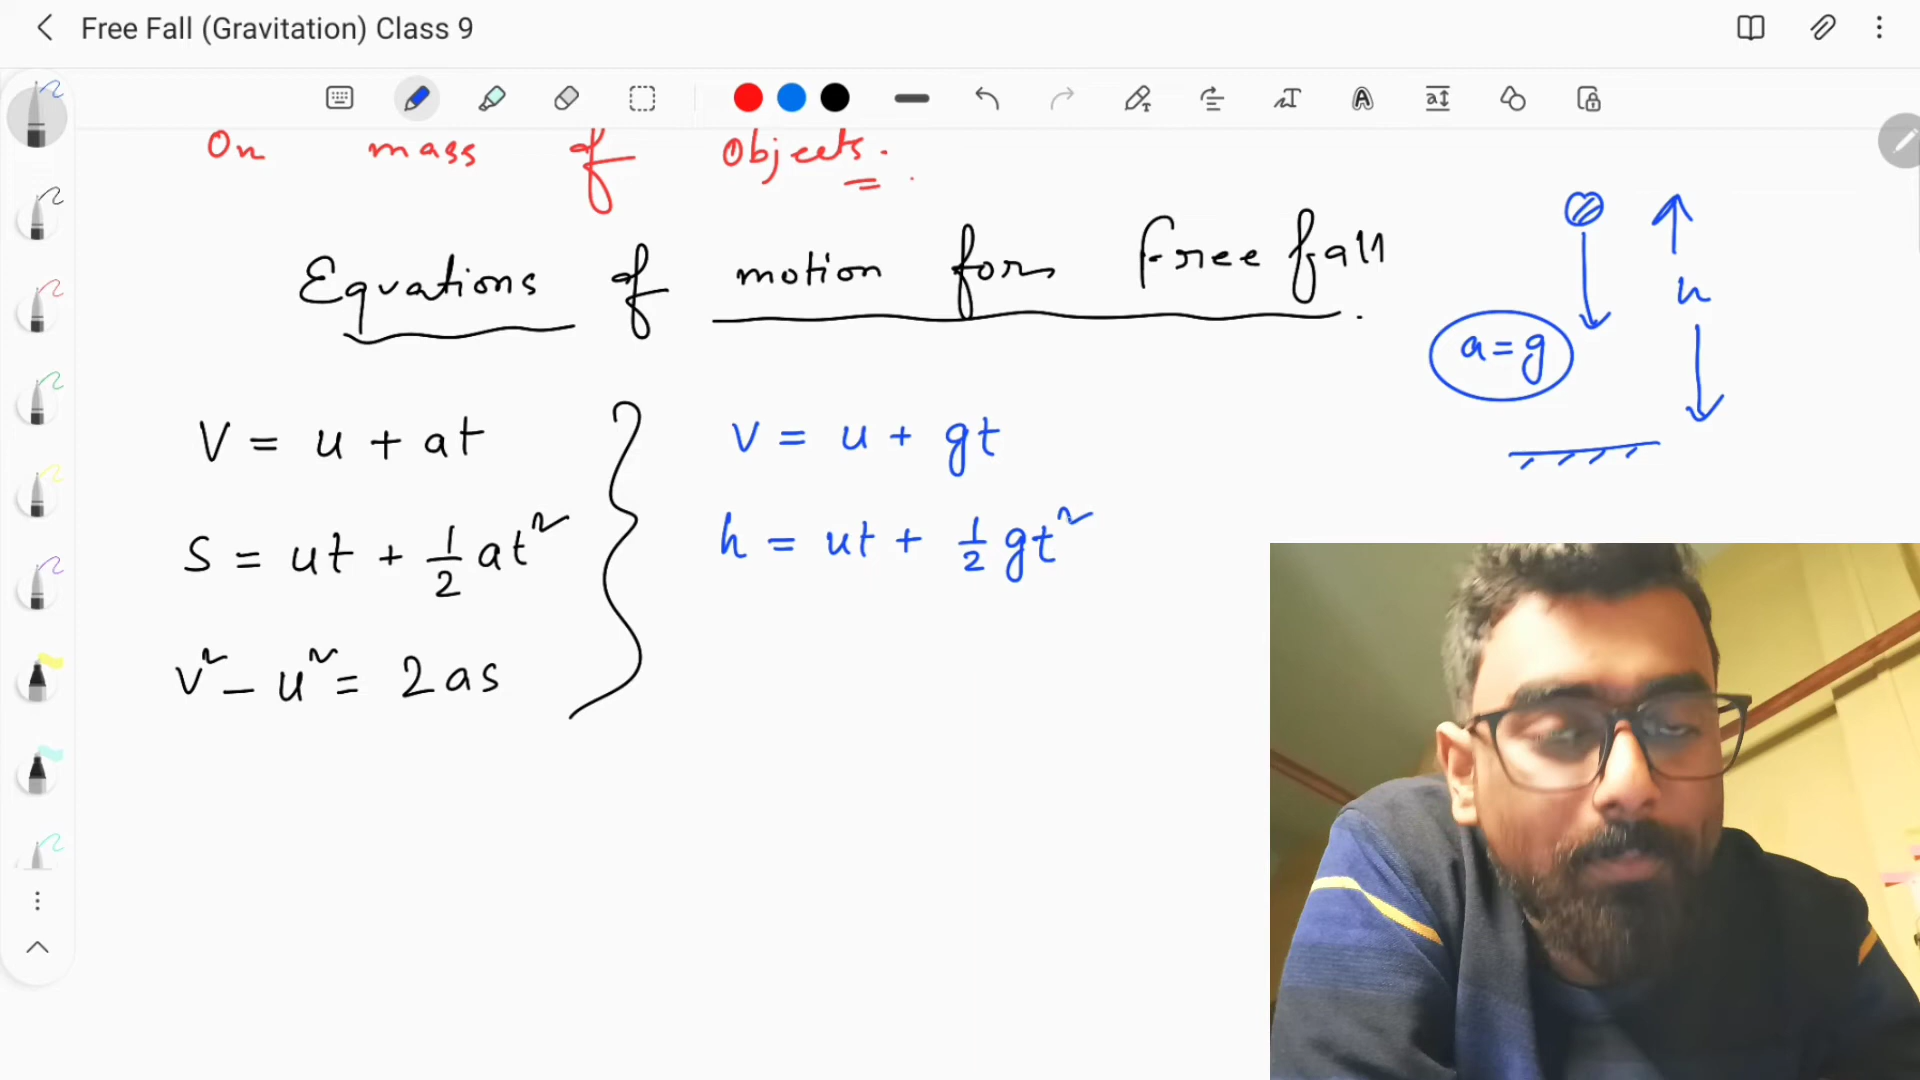 Free Fall (Gravitation) Class 9
On mass of Objects.
Equations of motion for Free fall.
h
a = g
V = u + at
v = u + gt
S = ut + 1/2 at²
h = ut + 1/2 gt²
v² - u² = 2as